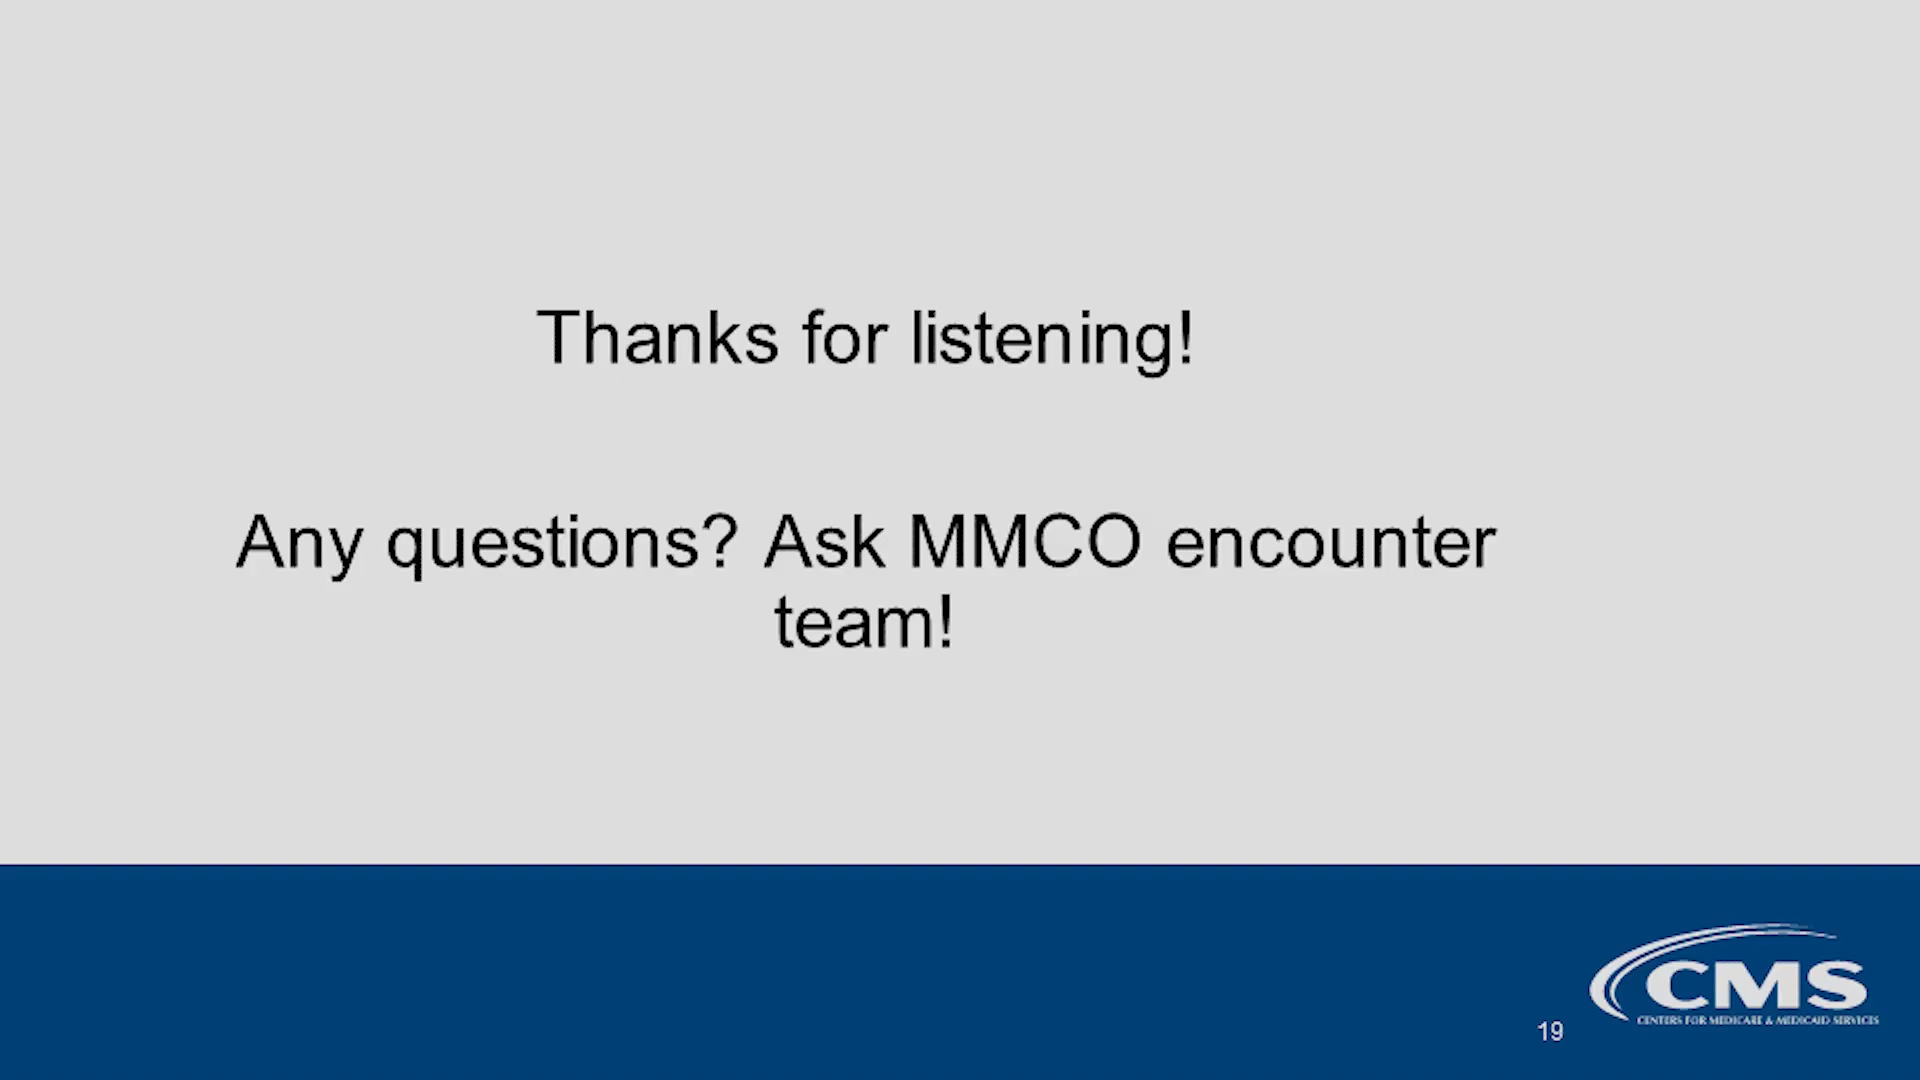 Thanks for listening!
Any questions? Ask MMCO encounter
team!
CMS
CENTERS FOR MEDICARE & MEDICAID SERVICES
19